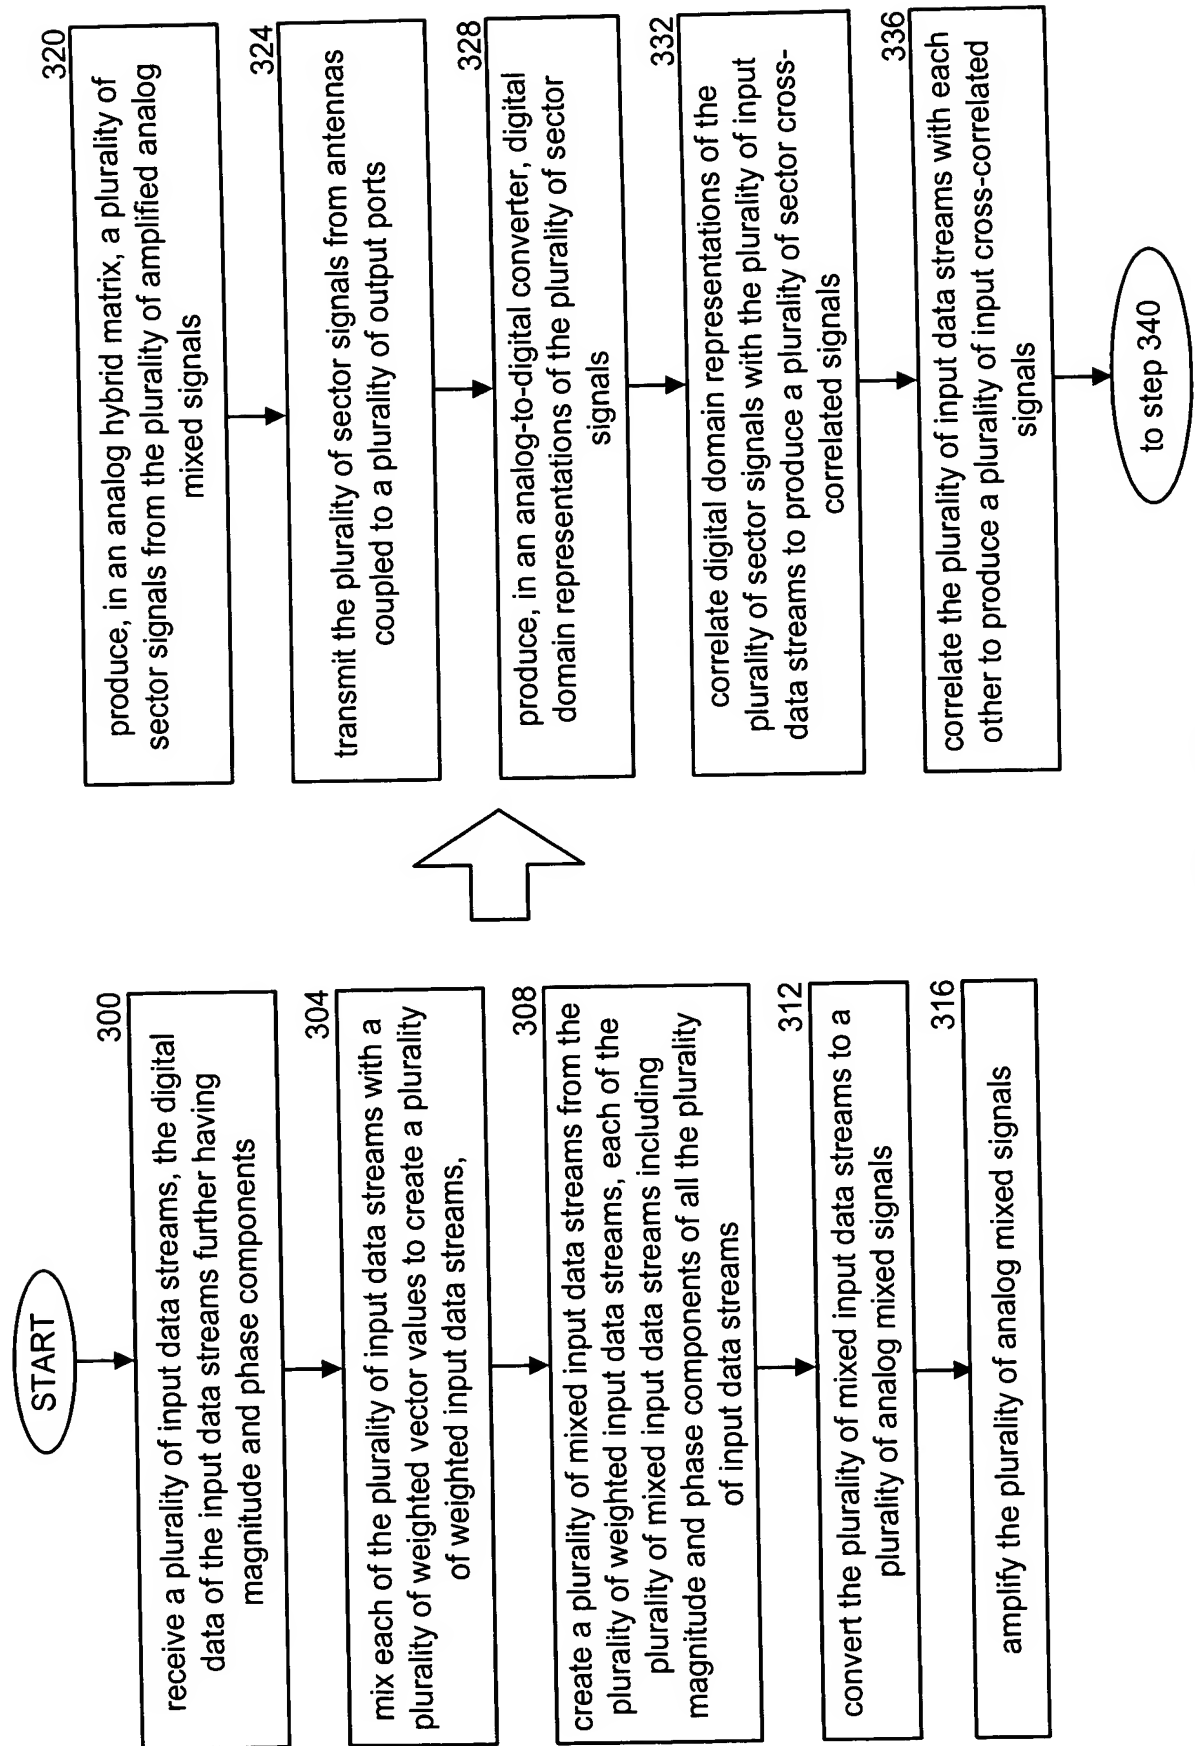 START
300
receive a plurality of input data streams, the digital
data of the input data streams further having
magnitude and phase components
304
mix each of the plurality of input data streams with a
plurality of weighted vector values to create a plurality
of weighted input data streams,
308
create a plurality of mixed input data streams from the
plurality of weighted input data streams, each of the
plurality of mixed input data streams including
magnitude and phase components of all the plurality
of input data streams
312
convert the plurality of mixed input data streams to a
plurality of analog mixed signals
316
amplify the plurality of analog mixed signals
320
produce, in an analog hybrid matrix, a plurality of
sector signals from the plurality of amplified analog
mixed signals
324
transmit the plurality of sector signals from antennas
coupled to a plurality of output ports
328
produce, in an analog-to-digital converter, digital
domain representations of the plurality of sector
signals
332
correlate digital domain representations of the
plurality of sector signals with the plurality of input
data streams to produce a plurality of sector cross-
correlated signals
336
correlate the plurality of input data streams with each
other to produce a plurality of input cross-correlated
signals
to step 340